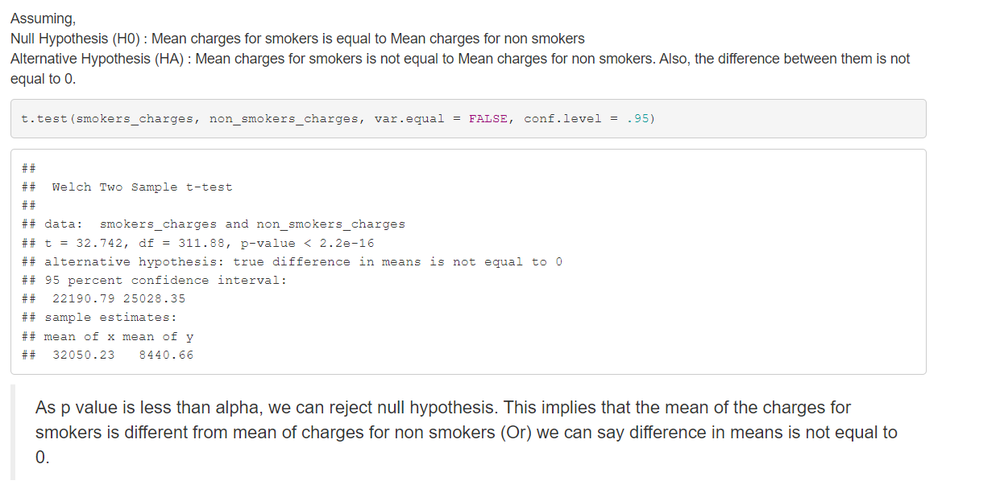 Assuming,
Null Hypothesis (H0) : Mean charges for smokers is equal to Mean charges for non smokers
Alternative Hypothesis (HA) : Mean charges for smokers is not equal to Mean charges for non smokers. Also, the difference between them is not
equal to 0.
t.test(smokers_charges, non_smokers_charges, var.equal = FALSE, conf.level = .95)
##
##  Welch Two Sample t-test
##
## data:  smokers_charges and non_smokers_charges
## t = 32.742, df = 311.88, p-value < 2.2e-16
## alternative hypothesis: true difference in means is not equal to 0
## 95 percent confidence interval:
##  22190.79 25028.35
## sample estimates:
## mean of x mean of y
##  32050.23   8440.66
As p value is less than alpha, we can reject null hypothesis. This implies that the mean of the charges for
smokers is different from mean of charges for non smokers (Or) we can say difference in means is not equal to
0.